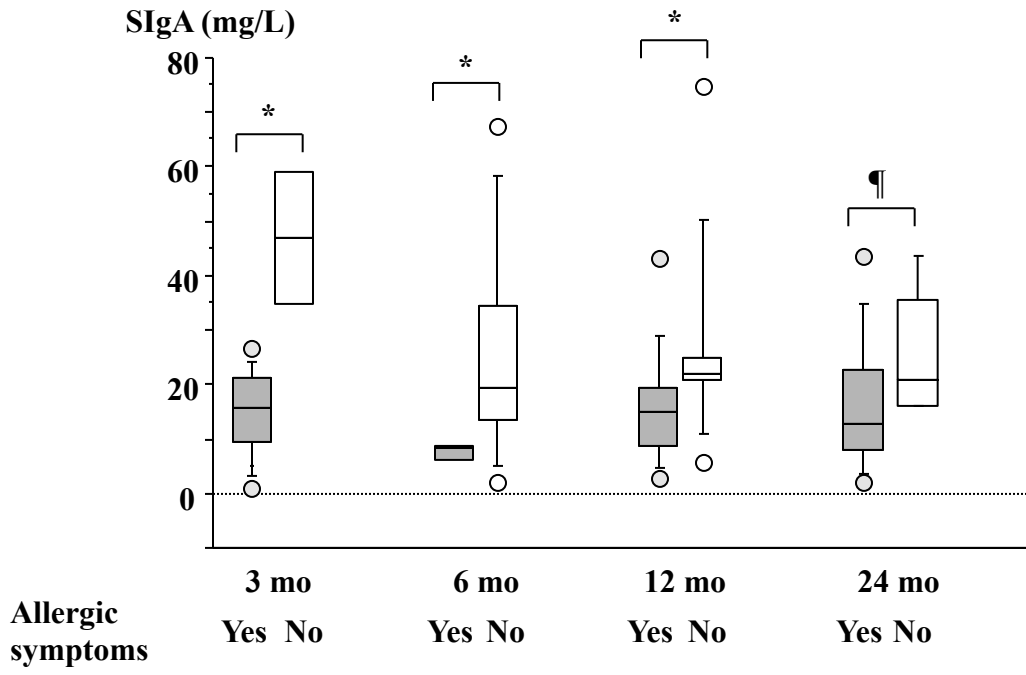 SIgA (mg/L)
80
60
40
20
0
*
*
*
¶
3 mo 6 mo 12 mo 24 mo
Allergic
symptoms
Yes No Yes No Yes No Yes No